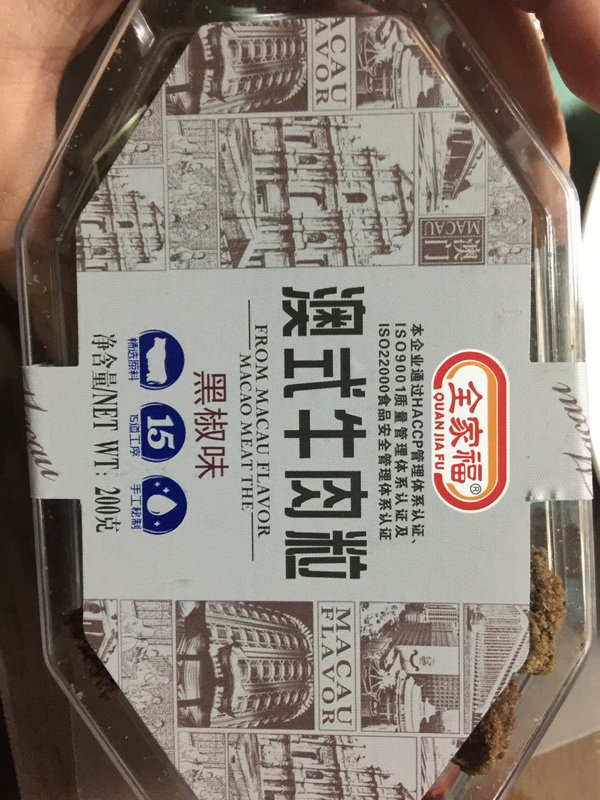 全家福®
QUAN JIA FU
本企业通过HACCP管理体系认证、
ISO9001质量管理体系认证及
ISO22000食品安全管理体系认证
澳式牛肉粒
FROM MACAU FLAVOR
MACAO MEAT THE
黑椒味
精选原料
15
15道工序
手工秘制
净含量/NET WT: 200克
MACAU
FLAVOR
澳门
MACAU
MACAU
FLAVOR